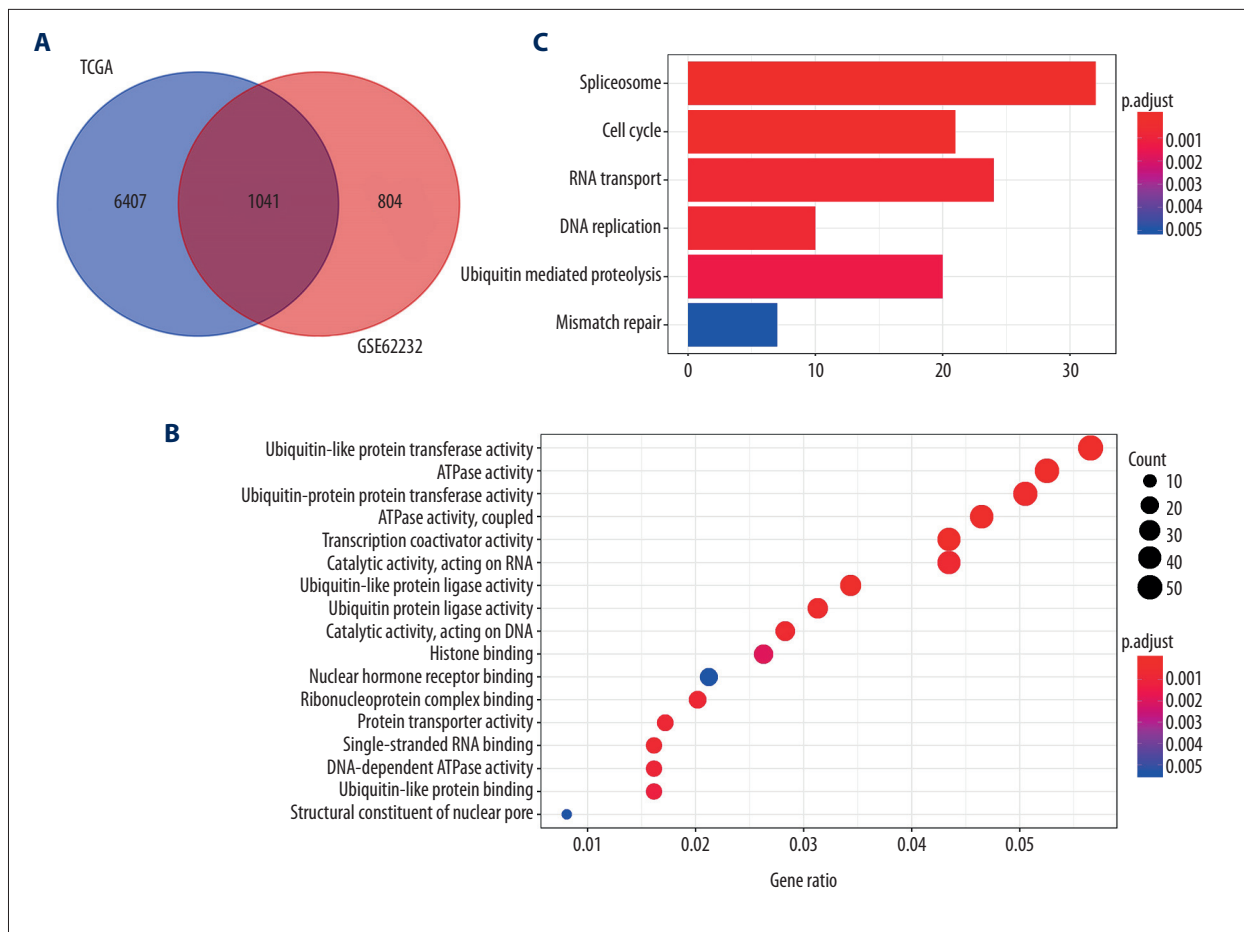 A
TCGA
6407
1041
804
GSE62232
C
Spliceosome
Cell cycle
RNA transport
DNA replication
Ubiquitin mediated proteolysis
Mismatch repair
0
10
20
30
p.adjust
0.001
0.002
0.003
0.004
0.005
B
Ubiquitin-like protein transferase activity
ATPase activity
Ubiquitin-protein protein transferase activity
ATPase activity, coupled
Transcription coactivator activity
Catalytic activity, acting on RNA
Ubiquitin-like protein ligase activity
Ubiquitin protein ligase activity
Catalytic activity, acting on DNA
Histone binding
Nuclear hormone receptor binding
Ribonucleoprotein complex binding
Protein transporter activity
Single-stranded RNA binding
DNA-dependent ATPase activity
Ubiquitin-like protein binding
Structural constituent of nuclear pore
0.01
0.02
0.03
0.04
0.05
Gene ratio
Count
10
20
30
40
50
p.adjust
0.001
0.002
0.003
0.004
0.005